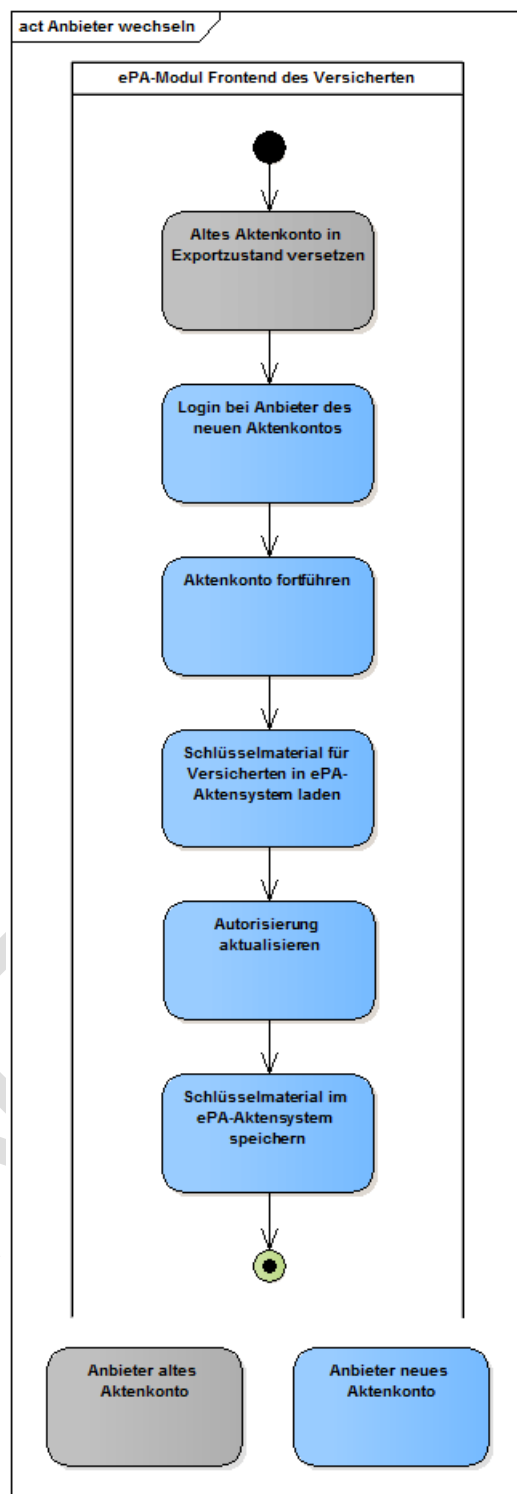 act Anbieter wechseln
ePA-Modul Frontend des Versicherten
Altes Aktenkonto in
Exportzustand versetzen
Login bei Anbieter des
neuen Aktenkontos
Aktenkonto fortführen
Schlüsselmaterial für
Versicherten in ePA-
Aktensystem laden
Autorisierung
aktualisieren
Schlüsselmaterial im
ePA-Aktensystem
speichern
Anbieter altes
Aktenkonto
Anbieter neues
Aktenkonto